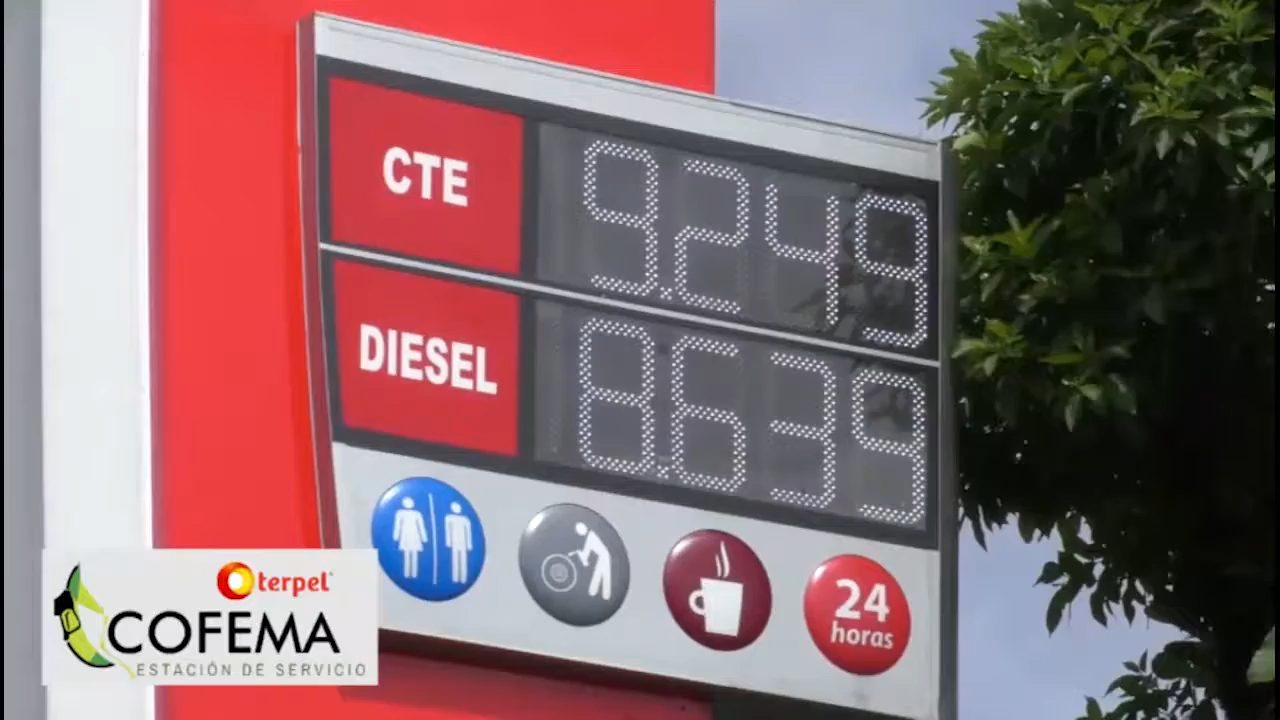 CTE
9.249
DIESEL
8.639
24
horas
terpel
COFEMA
ESTACIÓN DE SERVICIO